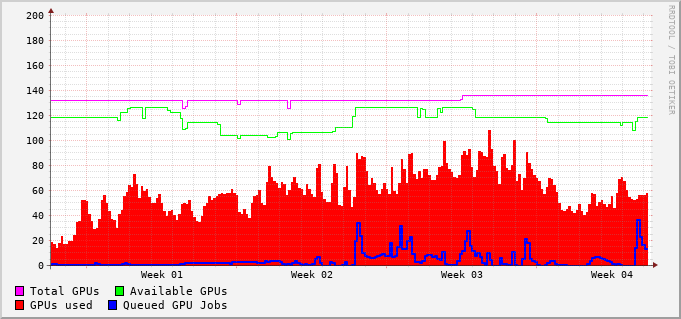 RRDTOOL / TOBI OETIKER
200
180
160
140
120
100
80
60
40
20
0
Week 01 Week 02 Week 03 Week 04
Total GPUs Available GPUs
GPUs used Queued GPU Jobs